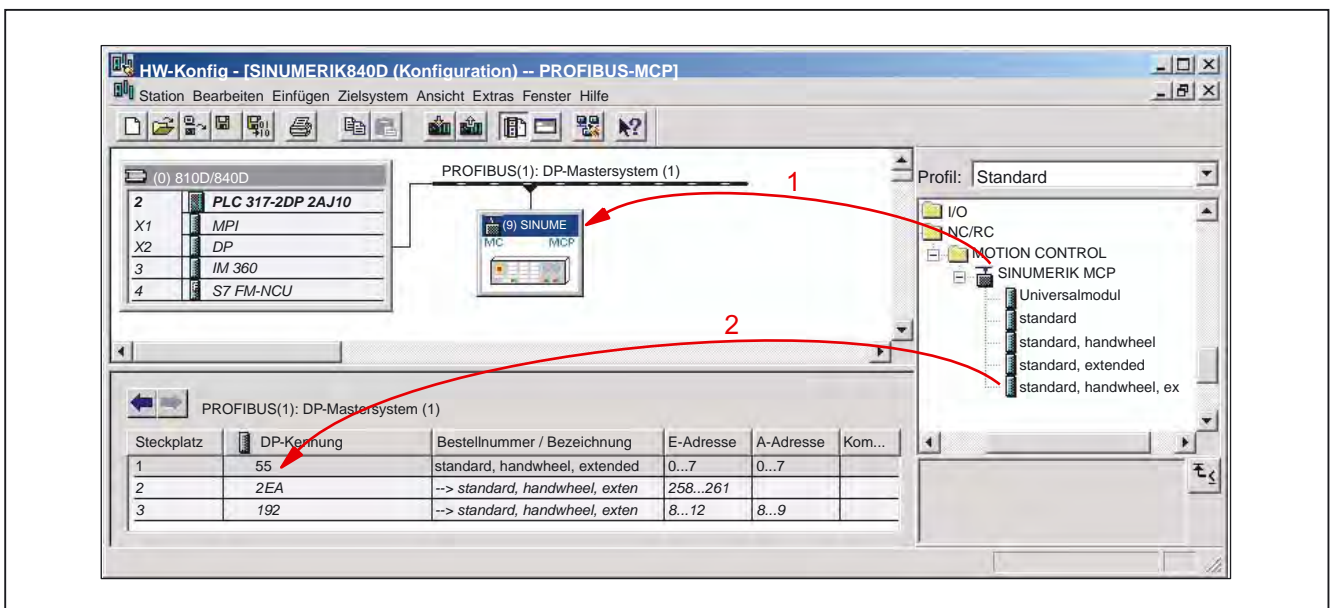 HW-Konfig - [SINUMERIK840D (Konfiguration) -- PROFIBUS-MCP]
Station Bearbeiten Einfügen Zielsystem Ansicht Extras Fenster Hilfe
(0) 810D/840D
2 PLC 317-2DP 2AJ10
X1 MPI
X2 DP
3 IM 360
4 S7 FM-NCU
PROFIBUS(1): DP-Mastersystem (1)
1
(9) SINUME
MC MCP
2
Profil: Standard
I/O
NC/RC
MOTION CONTROL
SINUMERIK MCP
Universalmodul
standard
standard, handwheel
standard, extended
standard, handwheel, ex
PROFIBUS(1): DP-Mastersystem (1)
Steckplatz DP-Kennung Bestellnummer / Bezeichnung E-Adresse A-Adresse Kom...
1 55 standard, handwheel, extended 0...7 0...7
2 2EA --> standard, handwheel, exten 258...261
3 192 --> standard, handwheel, exten 8...12 8...9